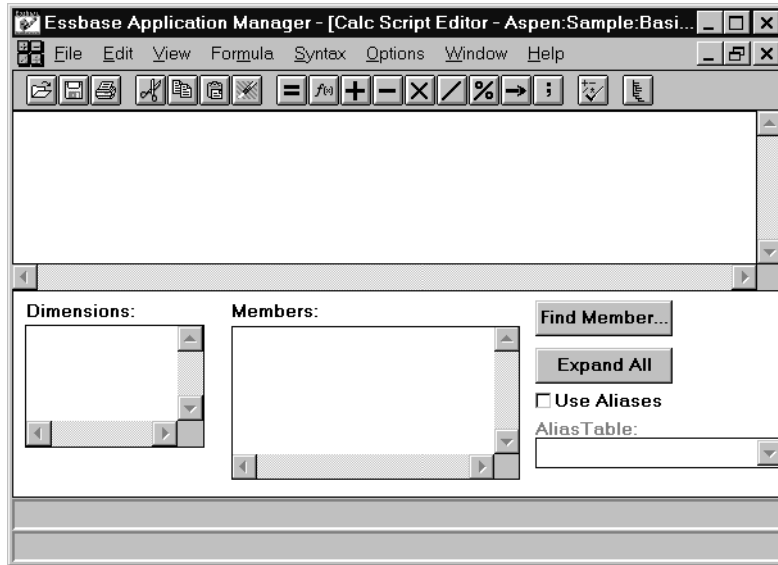 Essbase Application Manager - [Calc Script Editor - Aspen:Sample:Basi...
File Edit View Formula Syntax Options Window Help
= f(x) + - × / % → ;
Dimensions: Members:
Find Member...
Expand All
Use Aliases
AliasTable: